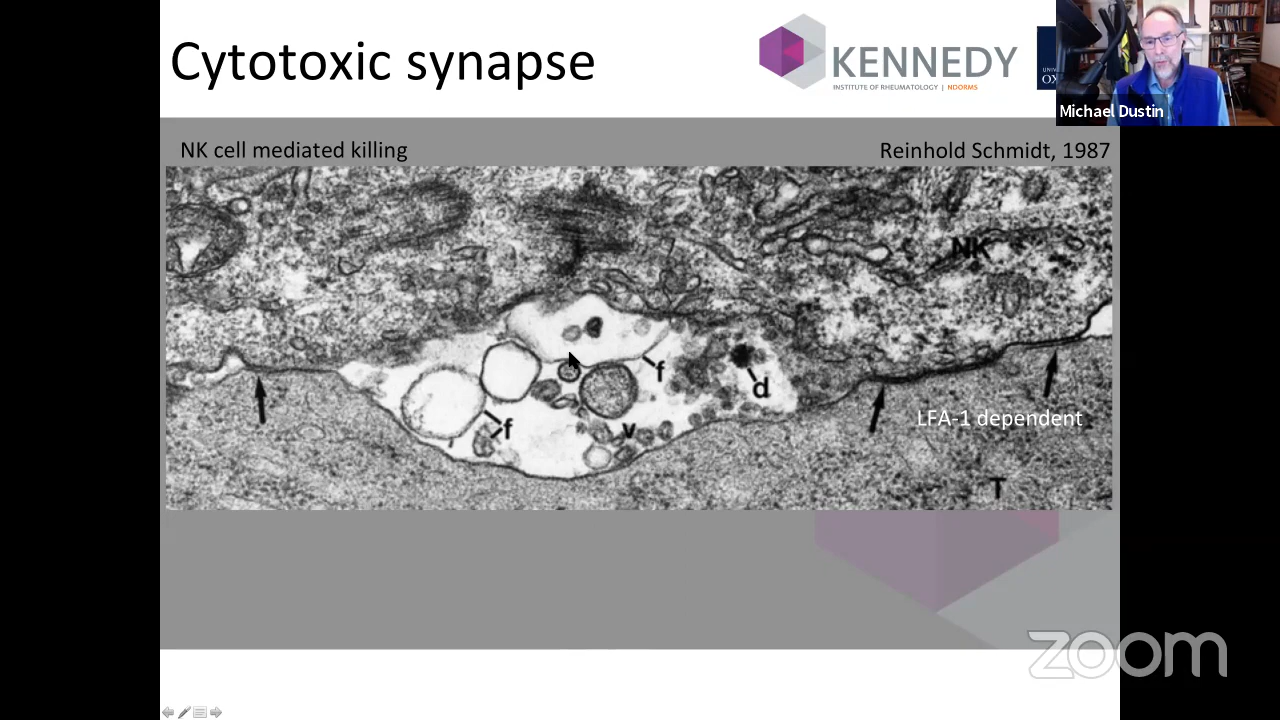 Cytotoxic synapse
KENNEDY
INSTITUTE OF RHEUMATOLOGY | NDORMS
Michael Dustin
NK cell mediated killing
Reinhold Schmidt, 1987
NK
f
d
f
v
LFA-1 dependent
T
zoom